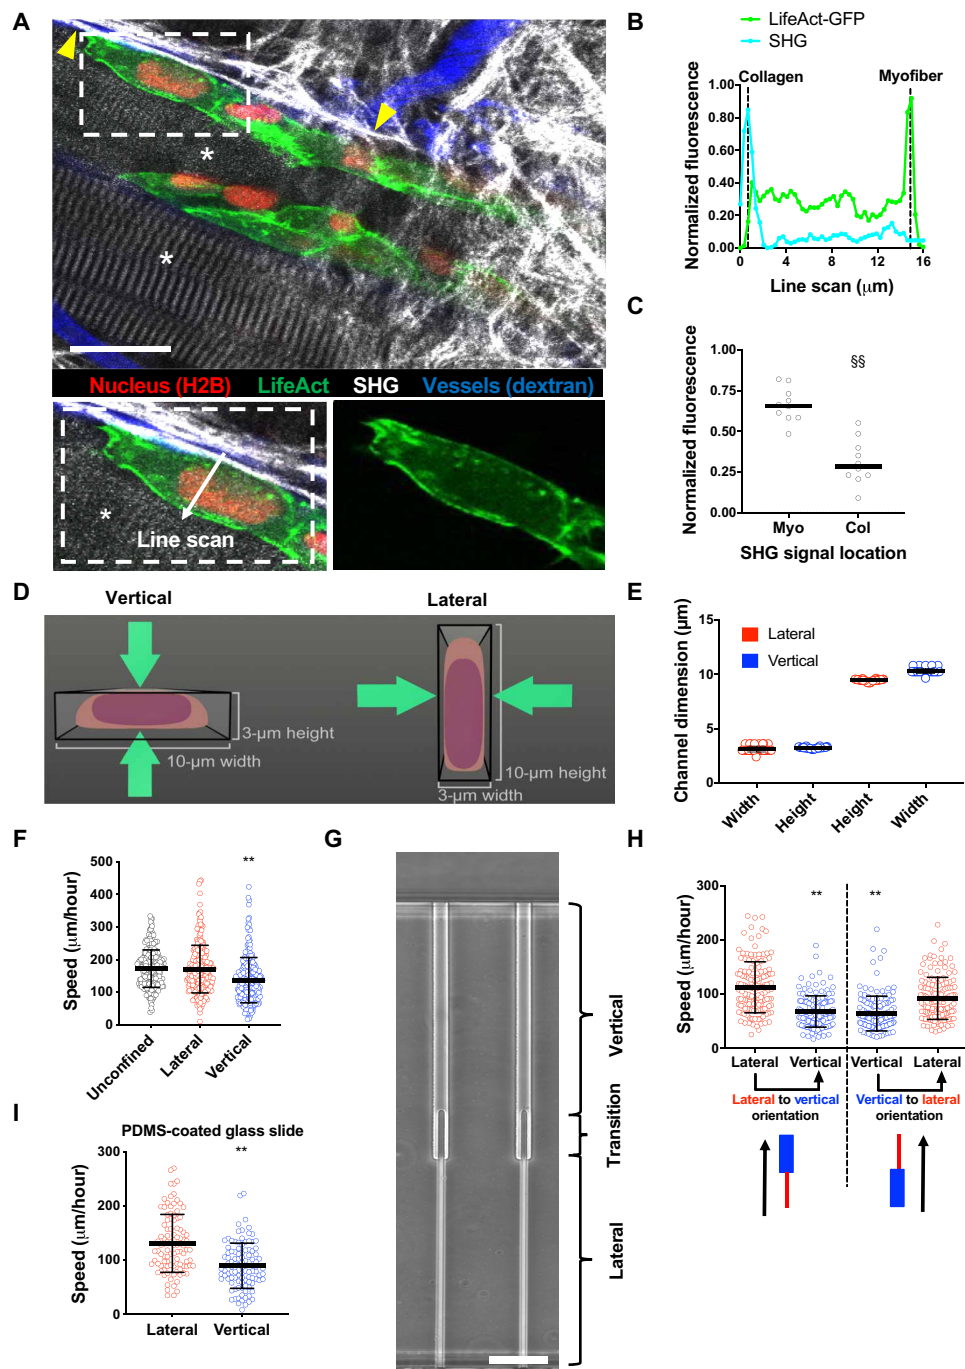 A
Nucleus (H2B) LifeAct SHG Vessels (dextran)
*
*
*
Line scan
B
LifeAct-GFP
SHG
Collagen
Myofiber
Normalized fluorescence
1.00
0.80
0.60
0.40
0.20
0.00
0 4 8 12 16
Line scan (µm)
C
§§
Normalized fluorescence
1.00
0.75
0.50
0.25
0.00
Myo Col
SHG signal location
D
Vertical
Lateral
3-µm height
10-µm width
10-µm height
3-µm width
E
Channel dimension (µm)
15
10
5
0
Lateral
Vertical
Width Height Height Width
F
**
Speed (µm/hour)
500
400
300
200
100
0
Unconfined Lateral Vertical
G
Vertical
Transition
Lateral
H
** **
Speed (µm/hour)
300
200
100
0
Lateral Vertical Vertical Lateral
Lateral to vertical
orientation
Vertical to lateral
orientation
I
PDMS-coated glass slide
**
Speed (µm/hour)
300
200
100
0
Lateral Vertical